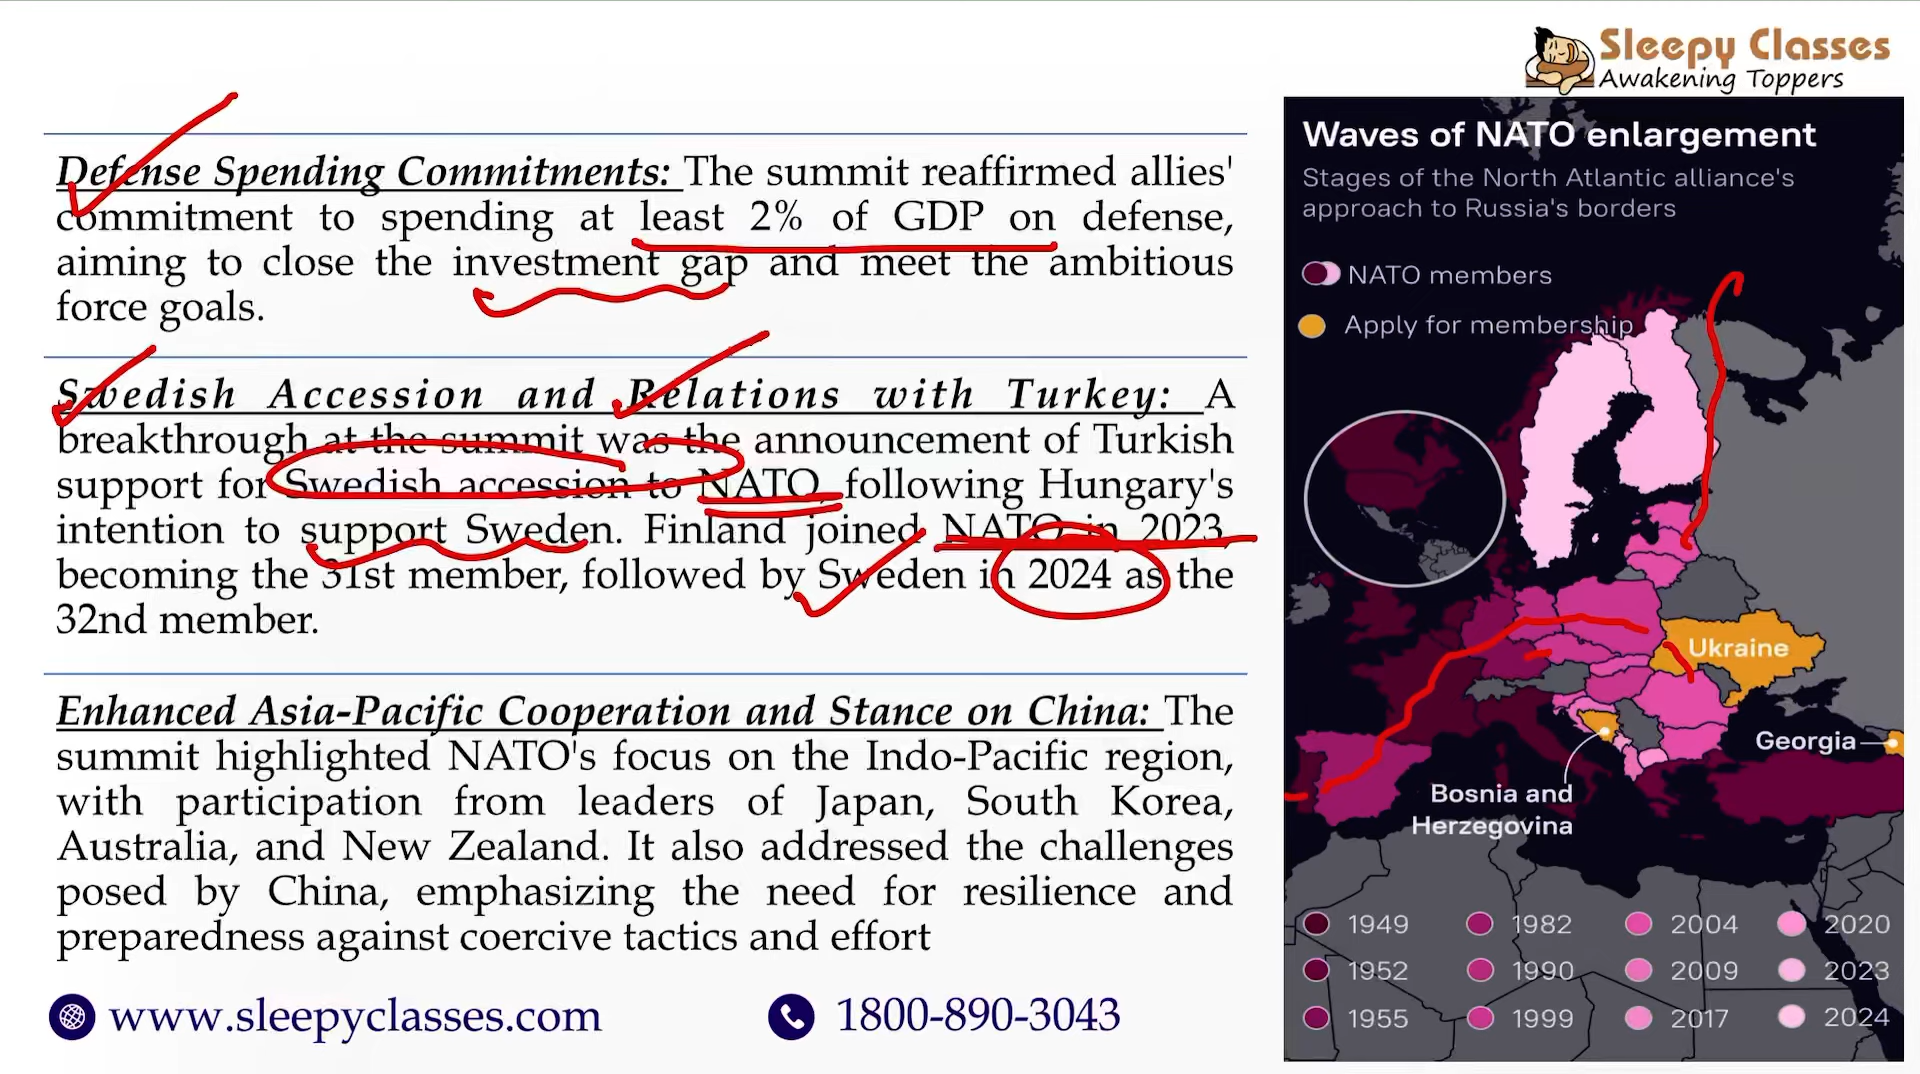 Sleepy Classes
Awakening Toppers
Defense Spending Commitments: The summit reaffirmed allies'
commitment to spending at least 2% of GDP on defense,
aiming to close the investment gap and meet the ambitious
force goals.
Swedish Accession and Relations with Turkey: A
breakthrough at the summit was the announcement of Turkish
support for Swedish accession to NATO, following Hungary's
intention to support Sweden. Finland joined NATO in 2023,
becoming the 31st member, followed by Sweden in 2024 as the
32nd member.
Enhanced Asia-Pacific Cooperation and Stance on China: The
summit highlighted NATO's focus on the Indo-Pacific region,
with participation from leaders of Japan, South Korea,
Australia, and New Zealand. It also addressed the challenges
posed by China, emphasizing the need for resilience and
preparedness against coercive tactics and effort
www.sleepyclasses.com
1800-890-3043
Waves of NATO enlargement
Stages of the North Atlantic alliance's
approach to Russia's borders
NATO members
Apply for membership
Ukraine
Georgia
Bosnia and
Herzegovina
1949 1982 2004 2020
1952 1990 2009 2023
1955 1999 2017 2024